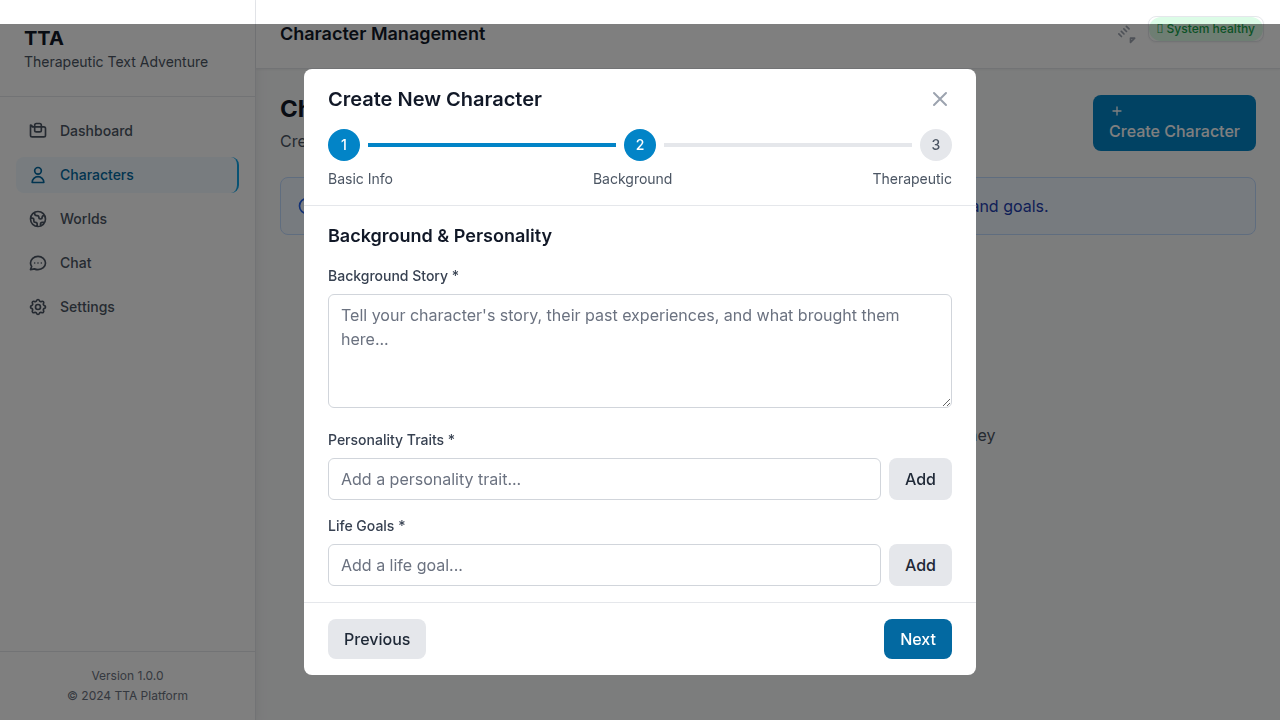 TTA
Therapeutic Text Adventure
Dashboard
Characters
Worlds
Chat
Settings
Version 1.0.0
© 2024 TTA Platform
Character Management
System healthy
Create Character
and goals.
Create New Character
1
2
3
Basic Info
Background
Therapeutic
Background & Personality
Background Story *
Tell your character's story, their past experiences, and what brought them
here...
Personality Traits *
Add a personality trait...
Add
Life Goals *
Add a life goal...
Add
Previous
Next